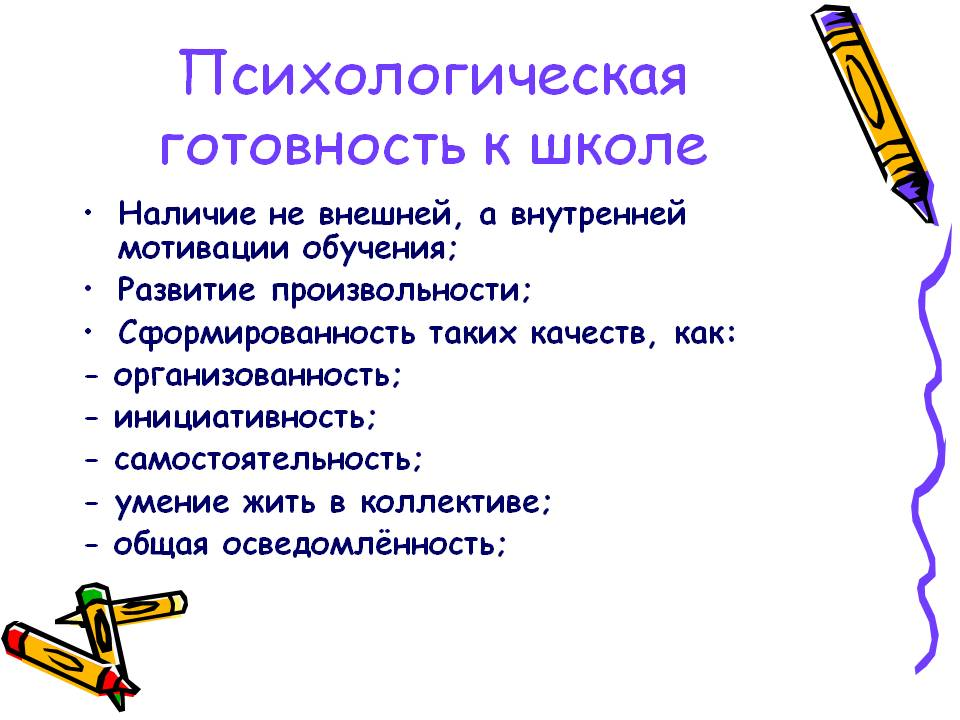 Психологическая
готовность к школе
• Наличие не внешней, а внутренней
мотивации обучения;
• Развитие произвольности;
• Сформированность таких качеств, как:
- организованность;
- инициативность;
- самостоятельность;
- умение жить в коллективе;
- общая осведомлённость;